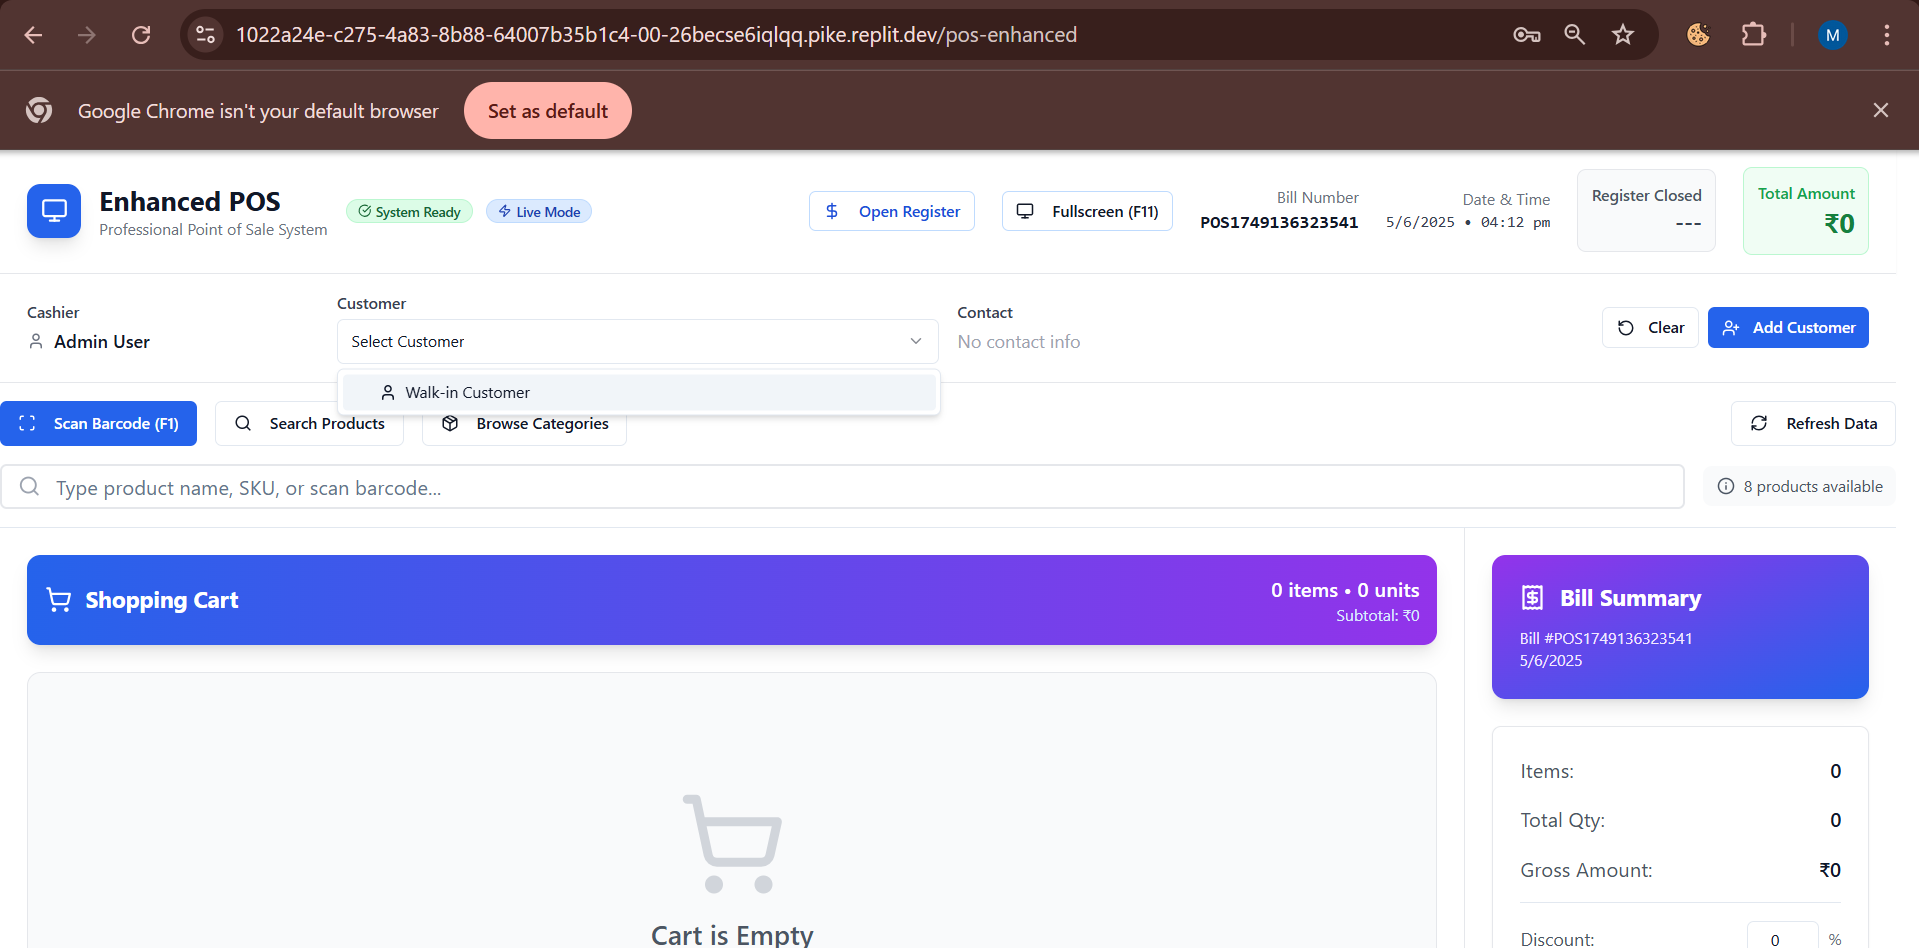 1022a24e-c275-4a83-8b88-64007b35b1c4-00-26becse6iqlqq.pike.replit.dev/pos-enhanced
M
Google Chrome isn't your default browser
Set as default
Enhanced POS
Professional Point of Sale System
System Ready
Live Mode
Open Register
Fullscreen (F11)
Bill Number
POS1749136323541
Date & Time
5/6/2025 • 04:12 pm
Register Closed
---
Total Amount
₹0
Cashier
Admin User
Customer
Select Customer
Walk-in Customer
Contact
No contact info
Clear
Add Customer
Scan Barcode (F1)
Search Products
Browse Categories
Refresh Data
Type product name, SKU, or scan barcode...
8 products available
Shopping Cart
0 items • 0 units
Subtotal: ₹0
Bill Summary
Bill #POS1749136323541
5/6/2025
Items: 0
Total Qty: 0
Gross Amount: ₹0
Discount: 0 %
Cart is Empty